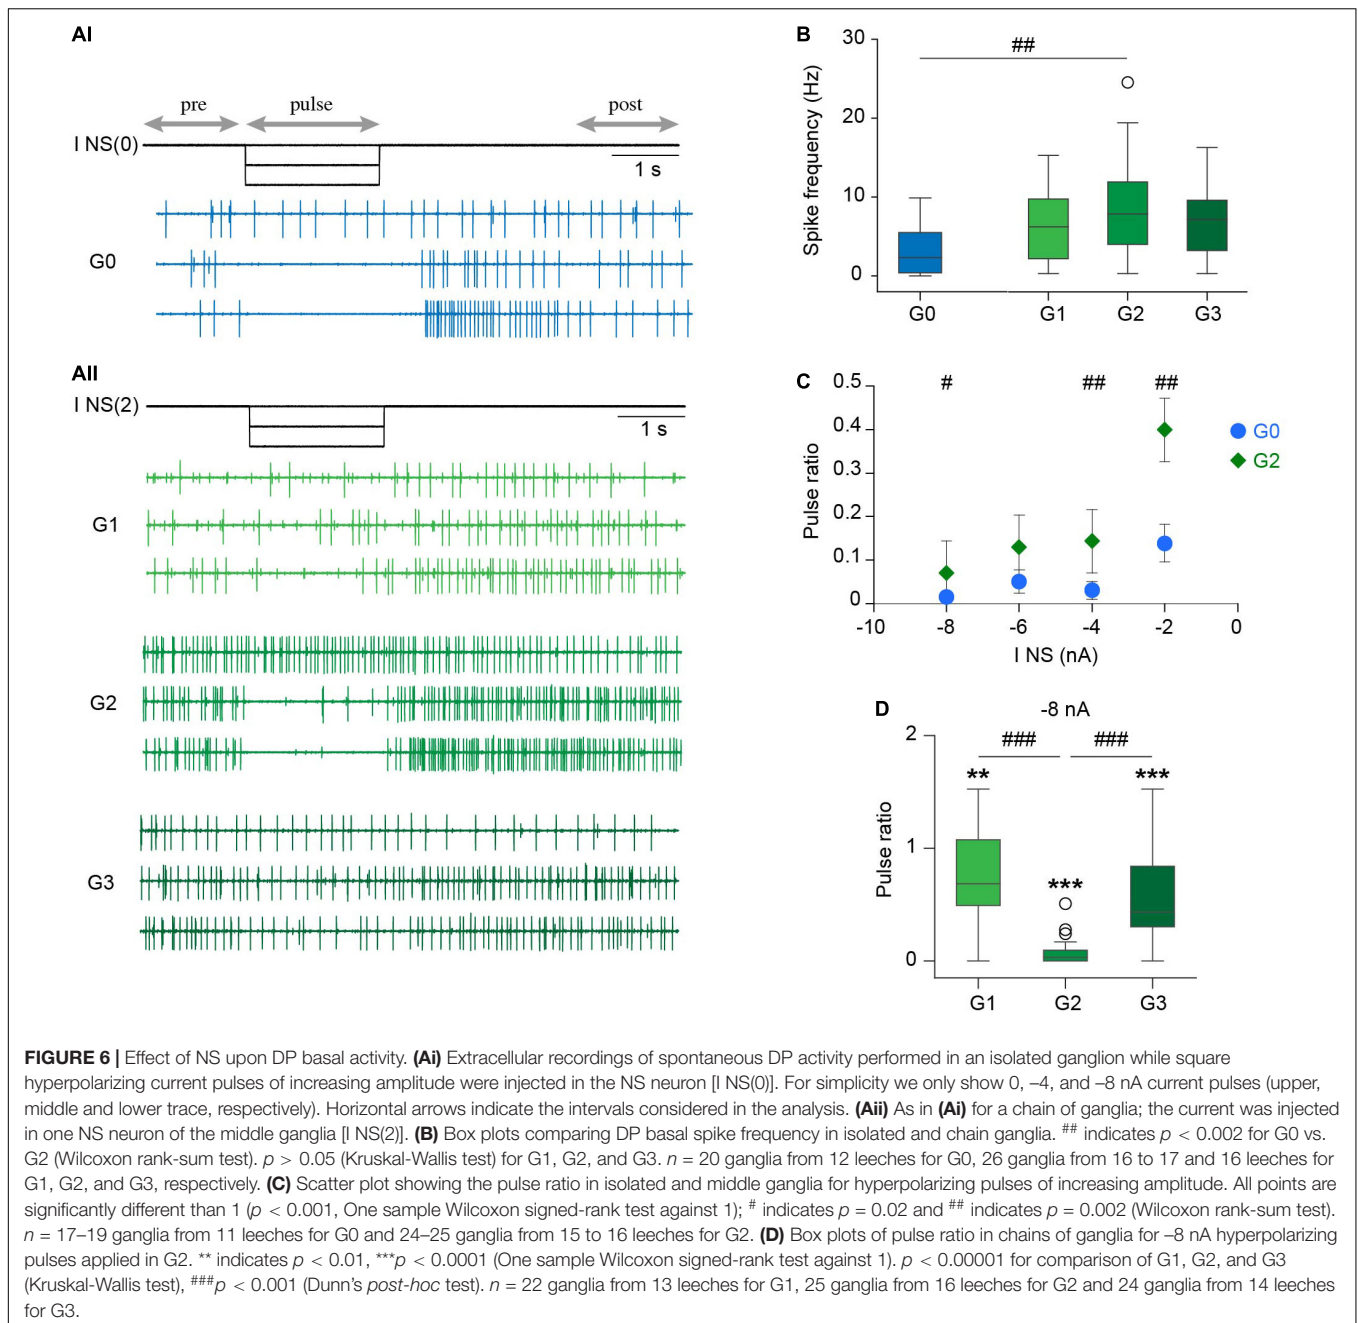 AI
pre pulse post
I NS(0)
1 s
G0
AII
I NS(2)
1 s
G1
G2
G3
B
Spike frequency (Hz)
30
20
10
0
##
G0 G1 G2 G3
C
Pulse ratio
0.5
0.4
0.3
0.2
0.1
0
# ## ##
G0
G2
-10 -8 -6 -4 -2 0
I NS (nA)
D
-8 nA
Pulse ratio
2
1
0
### ###
** *** ***
G1 G2 G3
FIGURE 6 | Effect of NS upon DP basal activity. (Ai) Extracellular recordings of spontaneous DP activity performed in an isolated ganglion while square
hyperpolarizing current pulses of increasing amplitude were injected in the NS neuron [I NS(0)]. For simplicity we only show 0, –4, and –8 nA current pulses (upper,
middle and lower trace, respectively). Horizontal arrows indicate the intervals considered in the analysis. (Aii) As in (Ai) for a chain of ganglia; the current was injected
in one NS neuron of the middle ganglia [I NS(2)]. (B) Box plots comparing DP basal spike frequency in isolated and chain ganglia. ## indicates p < 0.002 for G0 vs.
G2 (Wilcoxon rank-sum test). p > 0.05 (Kruskal-Wallis test) for G1, G2, and G3. n = 20 ganglia from 12 leeches for G0, 26 ganglia from 16 to 17 and 16 leeches for
G1, G2, and G3, respectively. (C) Scatter plot showing the pulse ratio in isolated and middle ganglia for hyperpolarizing pulses of increasing amplitude. All points are
significantly different than 1 (p < 0.001, One sample Wilcoxon signed-rank test against 1); # indicates p = 0.02 and ## indicates p = 0.002 (Wilcoxon rank-sum test).
n = 17–19 ganglia from 11 leeches for G0 and 24–25 ganglia from 15 to 16 leeches for G2. (D) Box plots of pulse ratio in chains of ganglia for –8 nA hyperpolarizing
pulses applied in G2. ** indicates p < 0.01, ***p < 0.0001 (One sample Wilcoxon signed-rank test against 1). p < 0.00001 for comparison of G1, G2, and G3
(Kruskal-Wallis test), ###p < 0.001 (Dunn's post-hoc test). n = 22 ganglia from 13 leeches for G1, 25 ganglia from 16 leeches for G2 and 24 ganglia from 14 leeches
for G3.